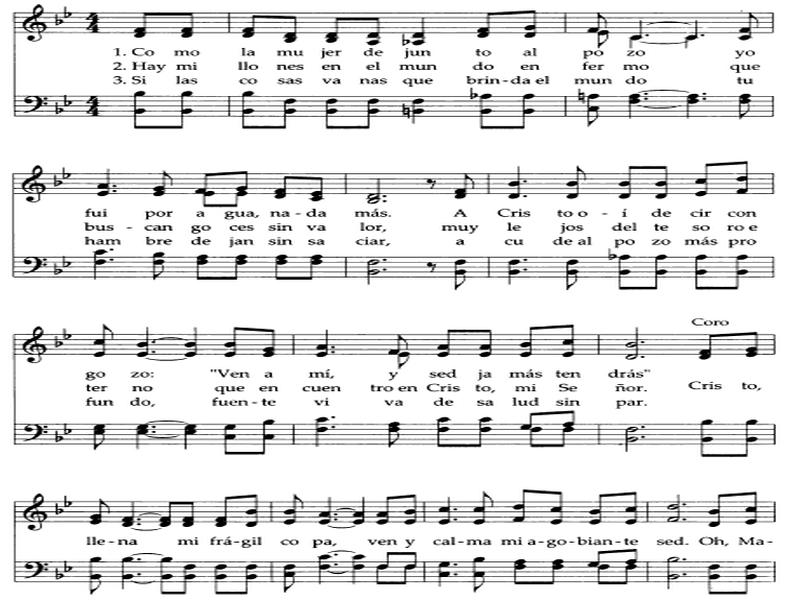 1. Co mo la mu jer de jun to al po zo yo
2. Hay mi llo nes en el mun do en fer mo que
3. Si las co sas va nas que brin-da el mun do tu
fui por a gua, na-da más. A Cris to o - í de cir con
bus - can go ces sin va lor, muy le jos del te so ro e
ham bre de jan sin sa ciar, a cu de al po zo más pro
Coro
go zo: "Ven a mí, y sed ja más ten drás"
ter no que en cuen tro en Cris to, mi Se ñor. Cris to,
fun do, fuen-te vi va de sa lud sin par.
lle-na mi frá-gil co pa, ven y cal-ma mi a-go-bian-te sed. Oh, Ma-